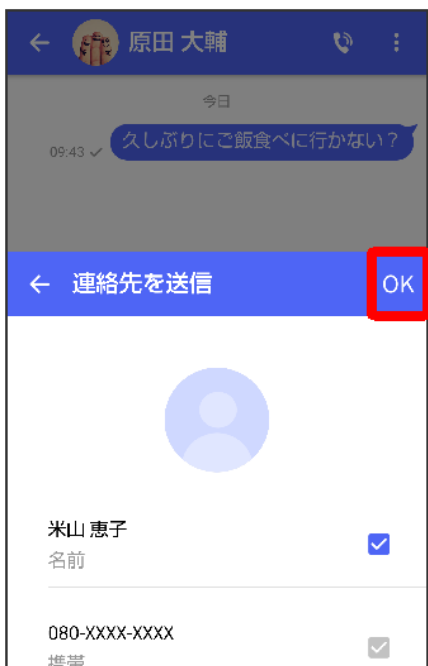 原田 大輔
今日
久しぶりにご飯食べに行かない？
09:43
連絡先を送信
OK
米山 恵子
名前
080-XXXX-XXXX
携帯